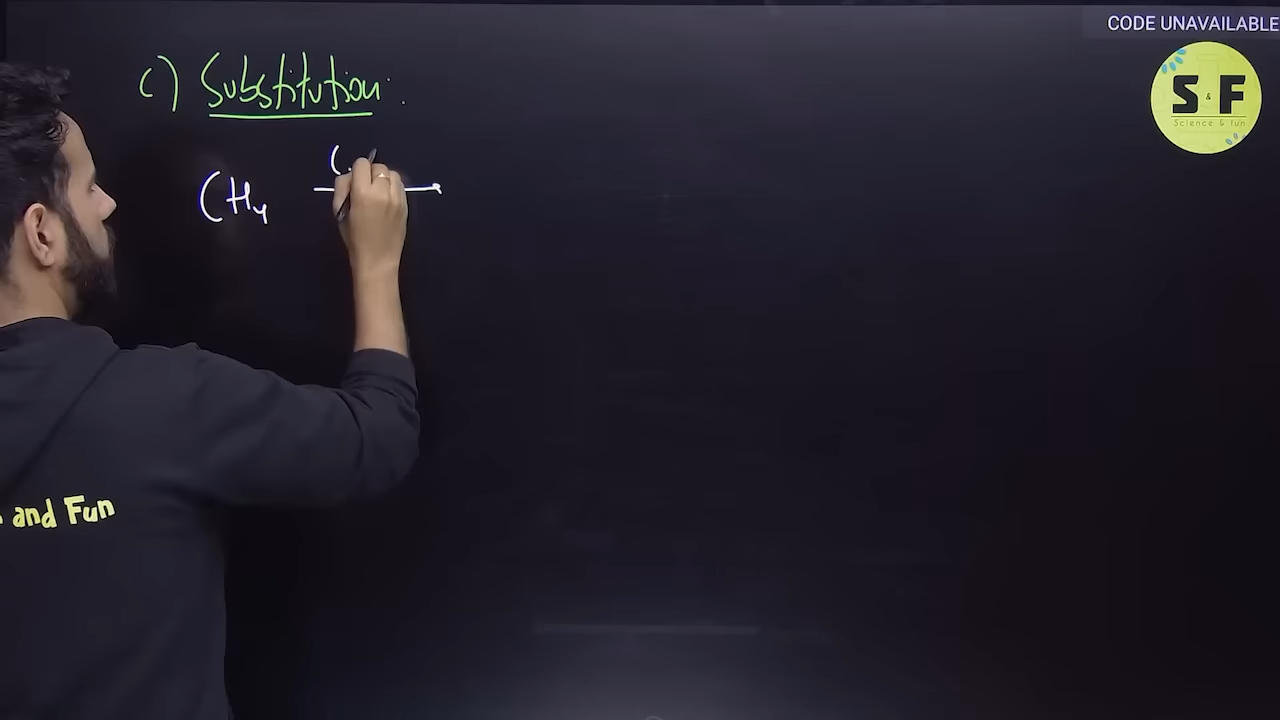 CODE UNAVAILABLE
c) Substitution:
S & F
Science & fun
CH4
and Fun